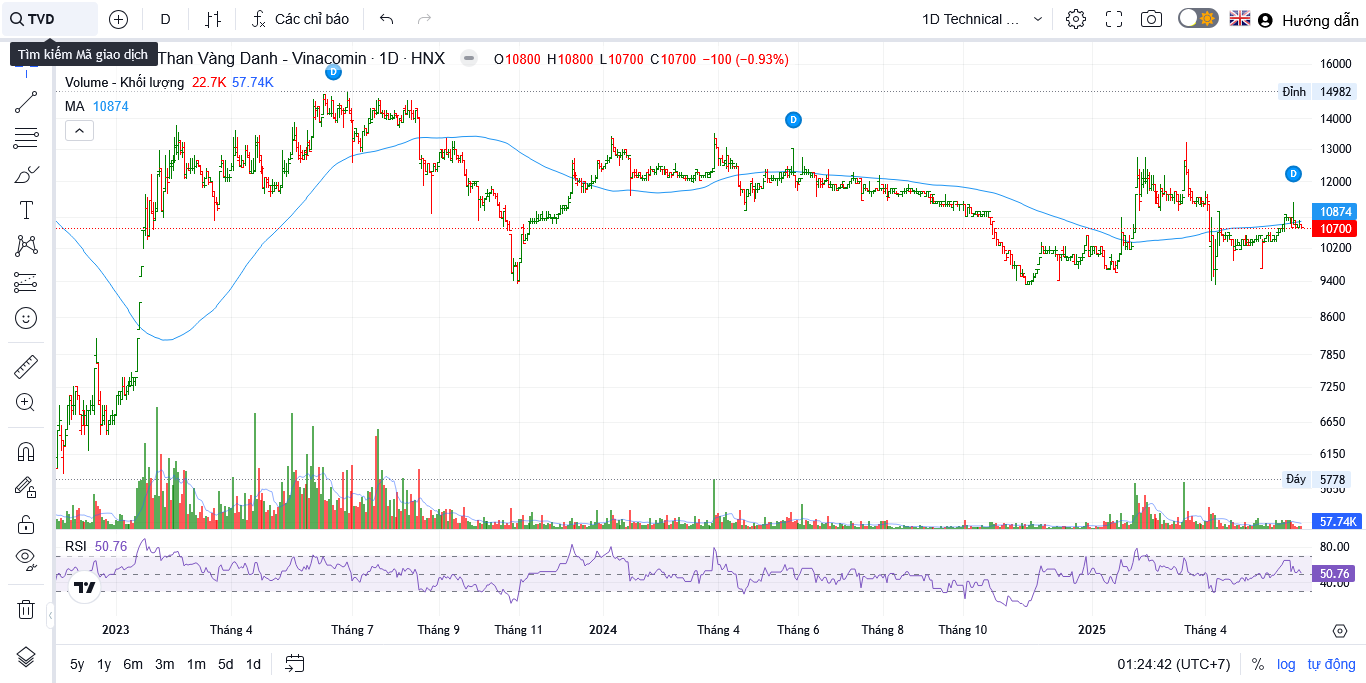 TVD D Các chỉ báo 1D Technical ... Hướng dẫn
Tìm kiếm Mã giao dịch
Than Vàng Danh - Vinacomin · 1D · HNX O10800 H10800 L10700 C10700 −100 (−0.93%)
Volume - Khối lượng 22.7K 57.74K
MA 10874
D
D
D
16000
Đỉnh 14982
14000
13000
12000
10874
10700
10200
9400
8600
7850
7250
6650
6150
Đáy 5778
57.74K
RSI 50.76
80.00
50.76
40.00
2023 Tháng 4 Tháng 7 Tháng 9 Tháng 11 2024 Tháng 4 Tháng 6 Tháng 8 Tháng 10 2025 Tháng 4
5y 1y 6m 3m 1m 5d 1d 01:24:42 (UTC+7) % log tự động